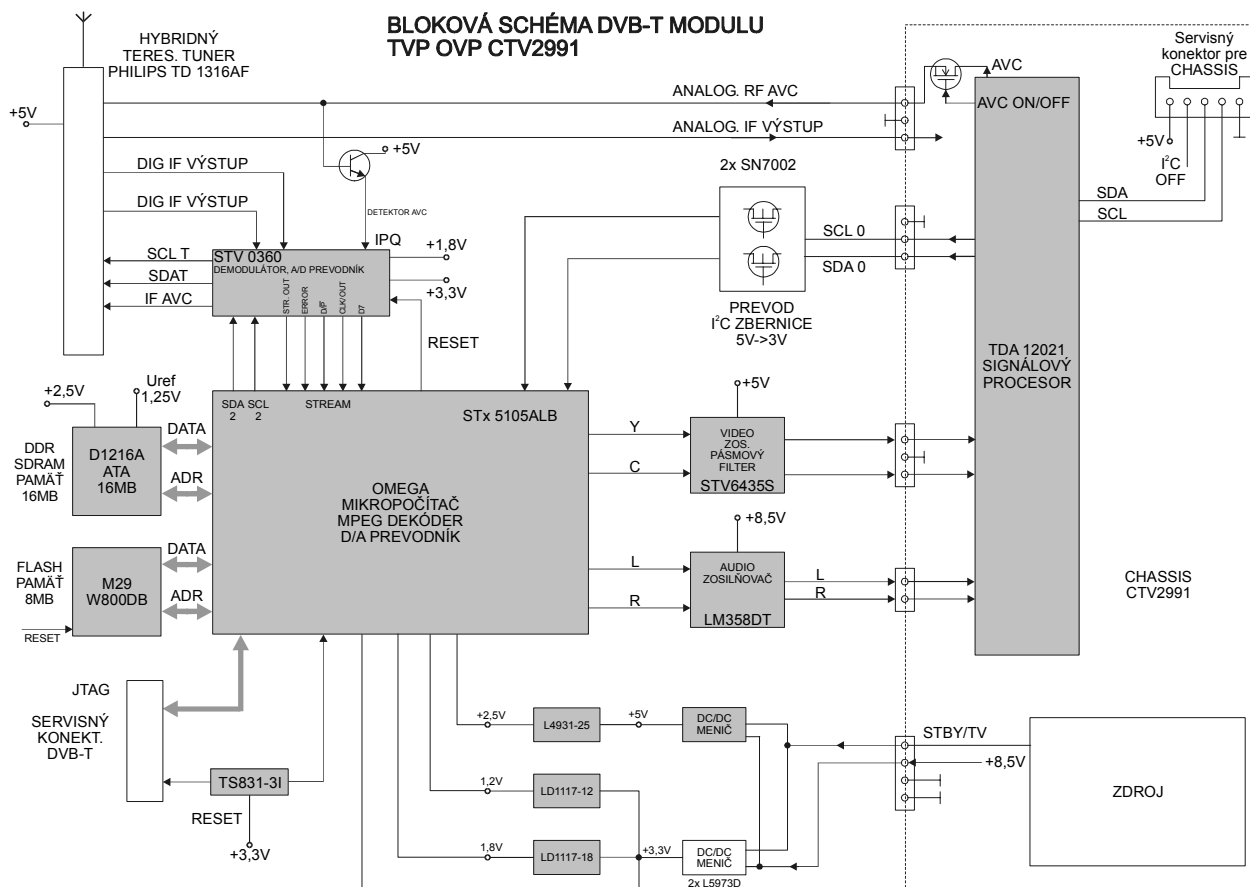 BLOKOVÁ SCHÉMA DVB-T MODULU
TVP OVP CTV2991
HYBRIDNÝ
TERES. TUNER
PHILIPS TD 1316AF
+5V
ANALOG. RF AVC
ANALOG. IF VÝSTUP
AVC
AVC ON/OFF
Servisný
konektor pre
CHASSIS
+5V
I²C
OFF
SDA
SCL
DIG IF VÝSTUP
DIG IF VÝSTUP
+5V
DETEKTOR AVC
2x SN7002
SCL 0
SDA 0
PREVOD
I²C ZBERNICE
5V->3V
SCL T
SDAT
IF AVC
STV 0360
DEMODULÁTOR, A/D PREVODNÍK
IPQ
STR. OUT
ERROR
D/P
CLK/OUT
D7
+1,8V
+3,3V
RESET
TDA 12021
SIGNÁLOVÝ
PROCESOR
+2,5V
Uref
1,25V
DDR
SDRAM
PAMÄŤ
16MB
D1216A
ATA
16MB
DATA
ADR
SDA
2
SCL
2
STREAM
STx 5105ALB
OMEGA
MIKROPOČÍTAČ
MPEG DEKÓDER
D/A PREVODNÍK
Y
C
+5V
VIDEO
ZOS.
PÁSMOVÝ
FILTER
STV6435S
+8,5V
FLASH
PAMÄŤ
8MB
M29
W800DB
DATA
ADR
RESET
L
R
AUDIO
ZOSILŇOVAČ
LM358DT
L
R
CHASSIS
CTV2991
JTAG
SERVISNÝ
KONEKT.
DVB-T
TS831-3I
RESET
+3,3V
+2,5V
L4931-25
+5V
DC/DC
MENIČ
STBY/TV
+8,5V
ZDROJ
1,2V
LD1117-12
1,8V
LD1117-18
+3,3V
DC/DC
MENIČ
2x L5973D